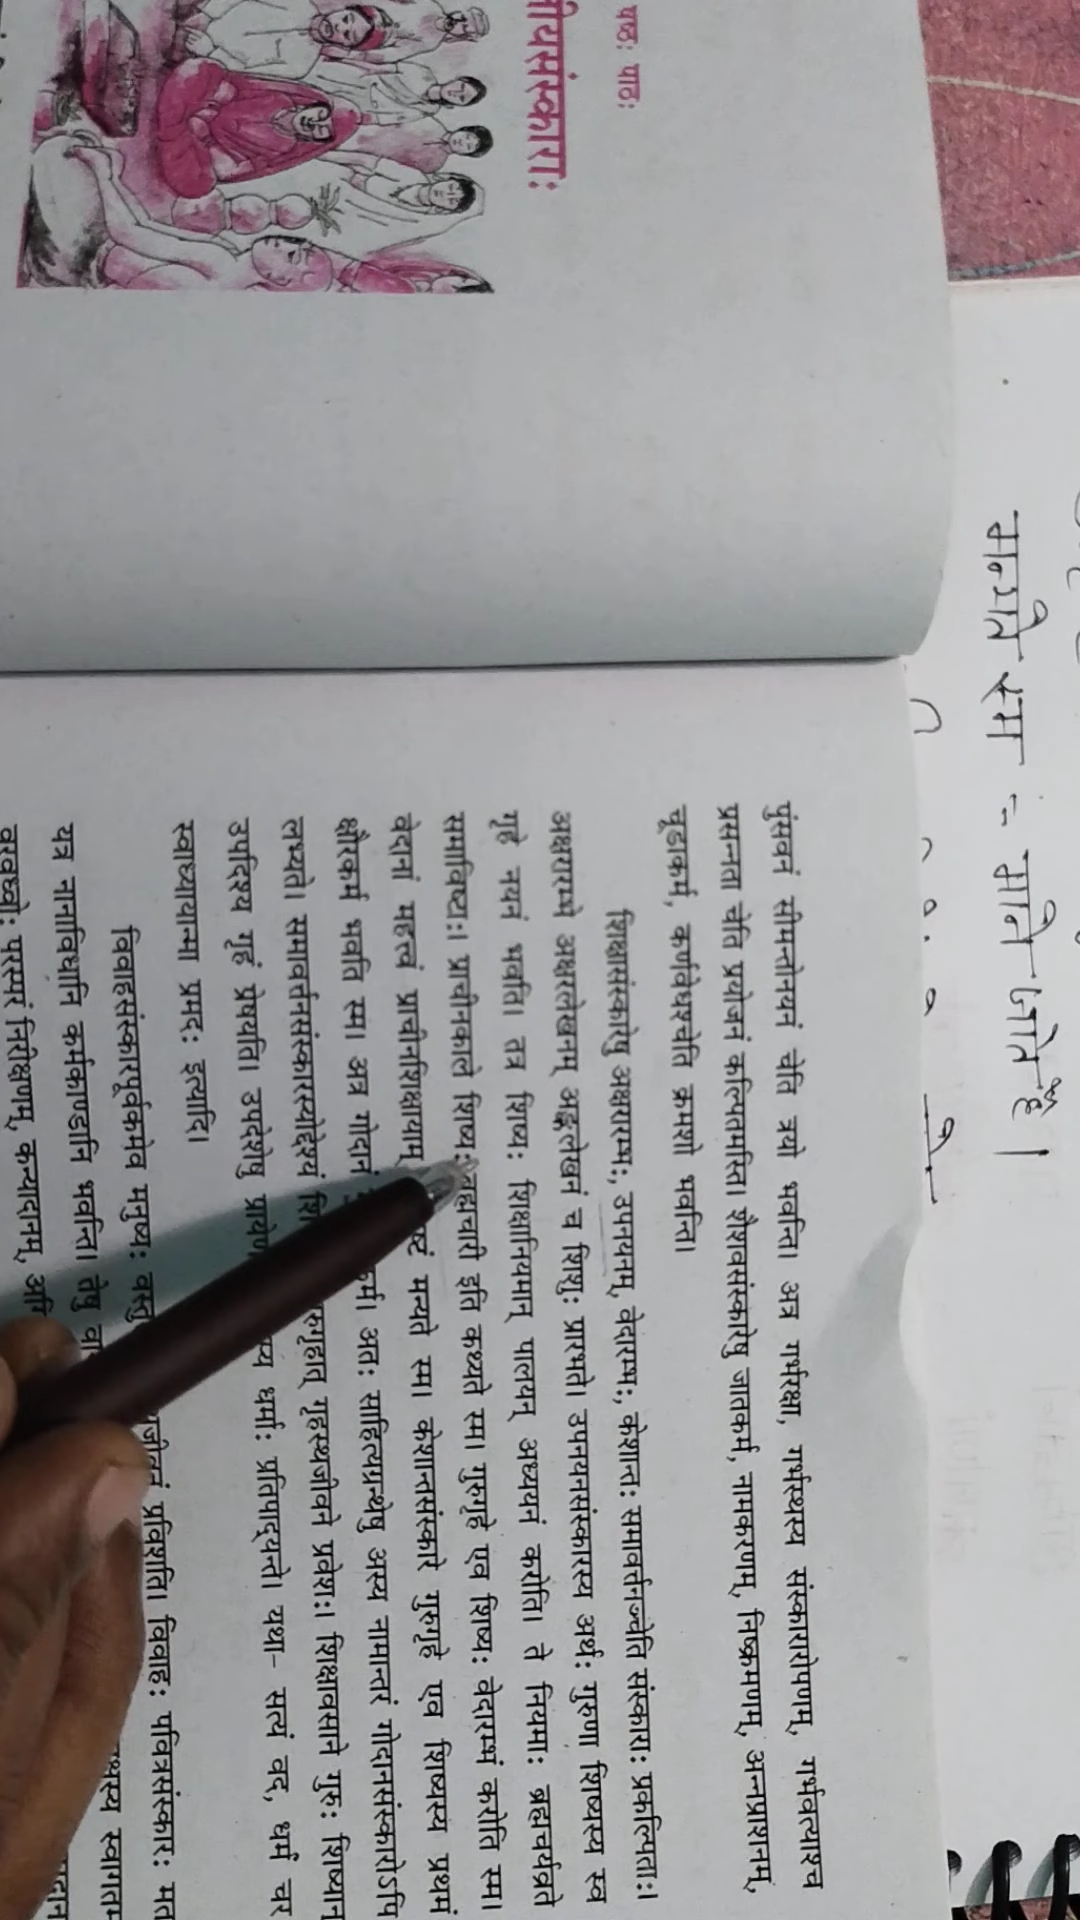 षष्ठः पाठः
ीयसंस्काराः
मन्यते स्म = माने जाते हैं।
पुंसवनं सीमन्तोनयनं चेति त्रयो भवन्ति। अत्र गर्भरक्षा, गर्भस्थस्य संस्कारारोपणम्, गर्भवत्याश्च
प्रसन्नता चेति प्रयोजनं कल्पितमस्ति। शैशवसंस्कारेषु जातकर्म, नामकरणम्, निष्क्रमणम्, अन्नप्राशनम्,
चूडाकर्म, कर्णवेधश्चेति क्रमशो भवन्ति।
शिक्षासंस्कारेषु अक्षरारम्भः, उपनयनम्, वेदारम्भः, केशान्तः समावर्तनञ्चेति संस्काराः प्रकल्पिताः।
अक्षरारम्भे अक्षरलेखनम् अङ्कलेखनं च शिशुः प्रारभते। उपनयनसंस्कारस्य अर्थः गुरुणा शिष्यस्य स्व
गृहे नयनं भवति। तत्र शिष्यः शिक्षानियमान् पालयन् अध्ययनं करोति। ते नियमाः ब्रह्मचर्यव्रते
समाविष्टाः। प्राचीनकाले शिष्यः ब्रह्मचारी इति कथ्यते स्म। गुरुगृहे एव शिष्यः वेदारम्भं करोति स्म।
वेदानां महत्त्वं प्राचीनशिक्षायाम् मन्यते स्म। केशान्तसंस्कारे गुरुगृहे एव शिष्यस्य प्रथमं
क्षौरकर्म भवति स्म। अत्र गोदानं अतः साहित्यग्रन्थेषु अस्य नामान्तरं गोदानसंस्कारोऽपि
लभ्यते। समावर्तनसंस्कारस्योद्देश्यं गृहस्थजीवने प्रवेशः। शिक्षावसाने गुरुः शिष्यान्
उपदिश्य गृहं प्रेषयति। उपदेशेषु धर्माः प्रतिपाद्यन्ते। यथा- सत्यं वद, धर्मं चर
स्वाध्यायान्मा प्रमदः इत्यादि।
विवाहसंस्कारपूर्वकमेव मनुष्यः प्रविशति। विवाहः पवित्रसंस्कारः मत
यत्र नानाविधानि कर्मकाण्डानि भवन्ति। तेषु स्वागतम
वरवध्वोः परस्परं निरीक्षणम्, कन्यादानम्,